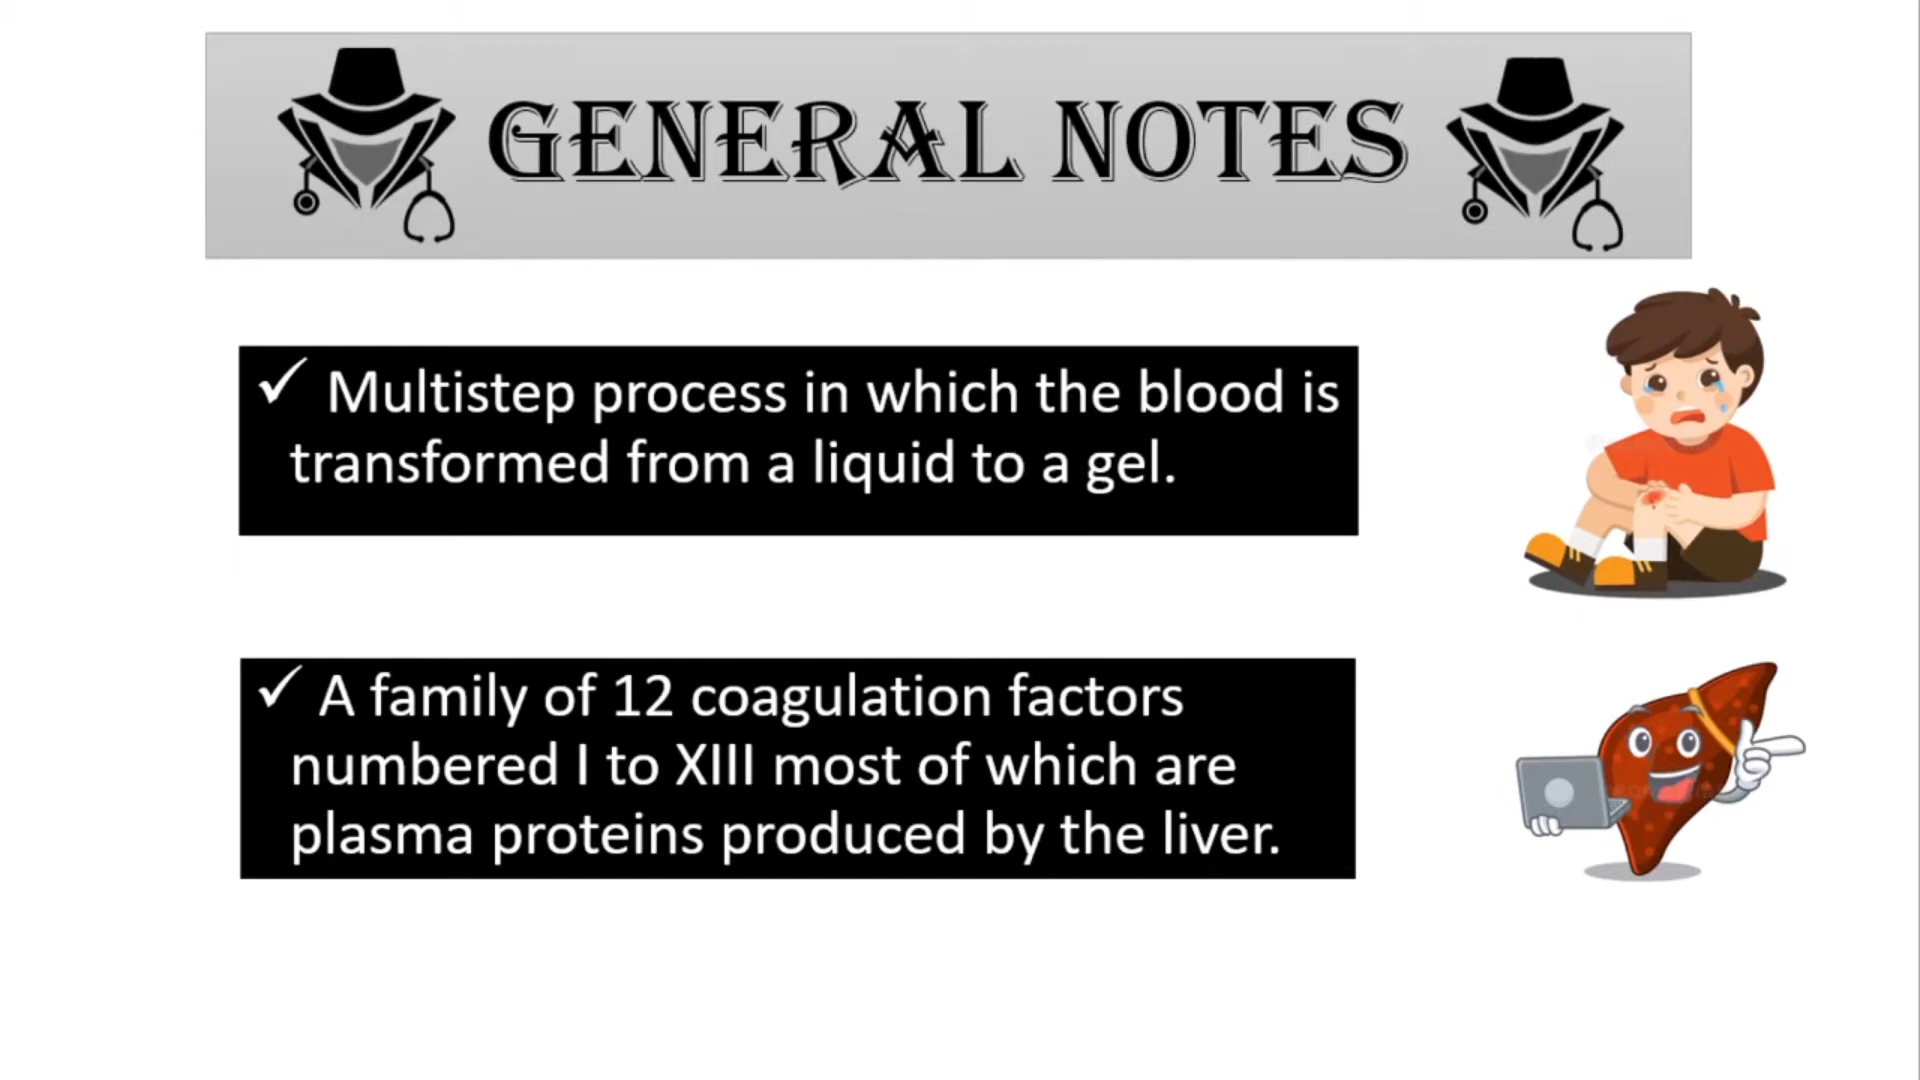 GENERAL NOTES
✓ Multistep process in which the blood is
transformed from a liquid to a gel.
✓ A family of 12 coagulation factors
numbered I to XIII most of which are
plasma proteins produced by the liver.